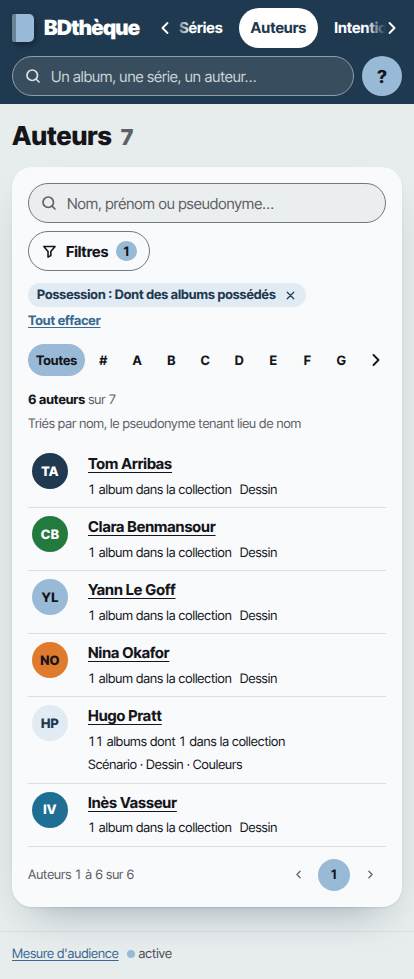 BDthèque
Séries
Auteurs
Intentic
Un album, une série, un auteur...
?
Auteurs 7
Nom, prénom ou pseudonyme...
Filtres 1
Possession : Dont des albums possédés ×
Tout effacer
Toutes # A B C D E F G
6 auteurs sur 7
Triés par nom, le pseudonyme tenant lieu de nom
TA Tom Arribas
1 album dans la collection Dessin
CB Clara Benmansour
1 album dans la collection Dessin
YL Yann Le Goff
1 album dans la collection Dessin
NO Nina Okafor
1 album dans la collection Dessin
HP Hugo Pratt
11 albums dont 1 dans la collection
Scénario · Dessin · Couleurs
IV Inès Vasseur
1 album dans la collection Dessin
Auteurs 1 à 6 sur 6
1
Mesure d'audience active